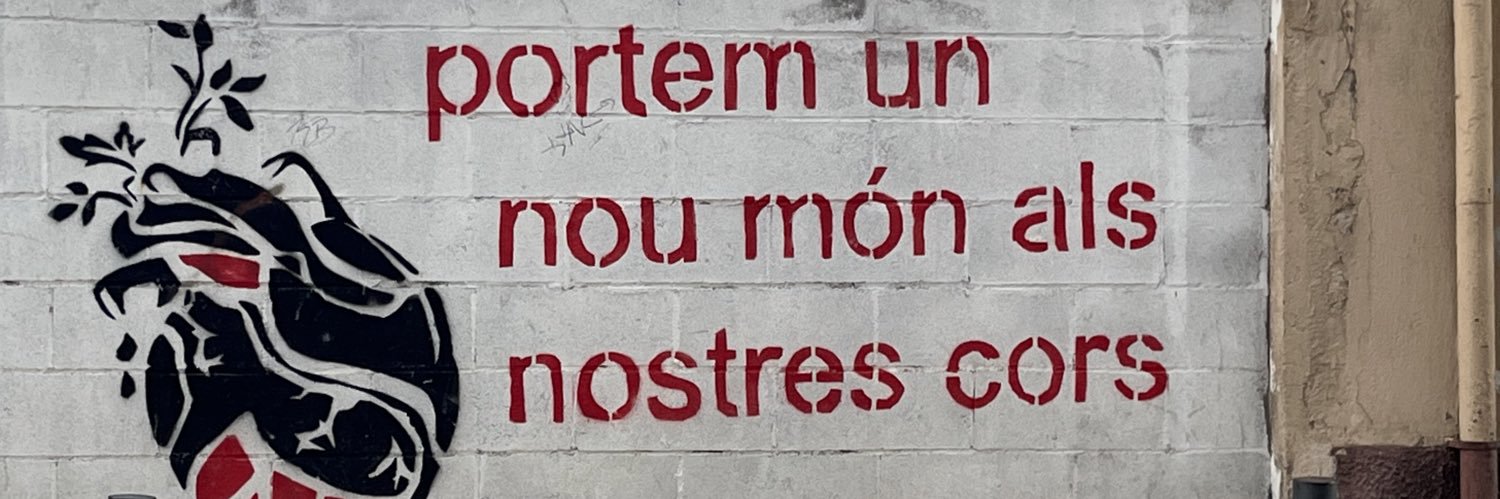 portem un
nou món als
nostres cors